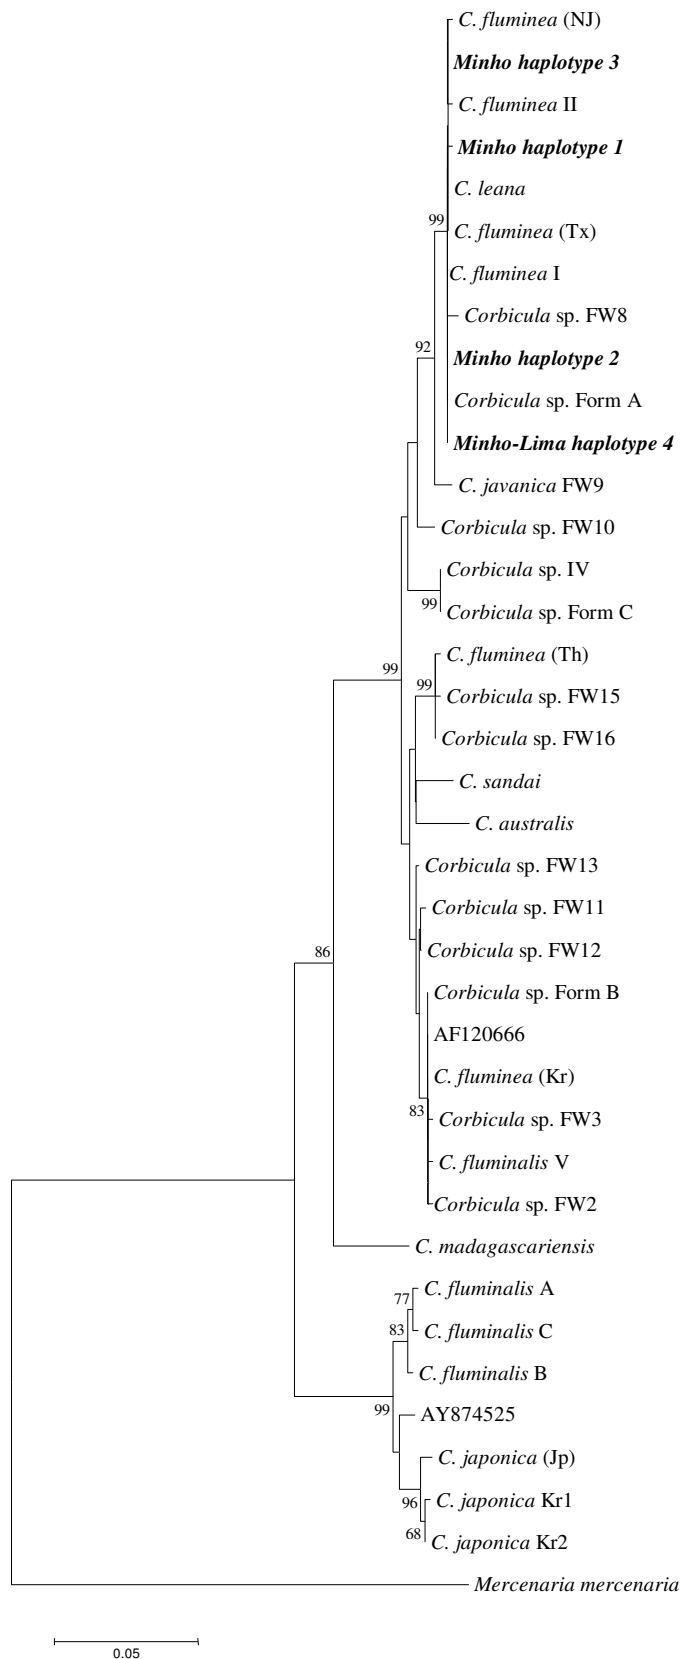 C. fluminea (NJ)
Minho haplotype 3
C. fluminea II
Minho haplotype 1
C. leana
99
C. fluminea (Tx)
C. fluminea I
Corbicula sp. FW8
92
Minho haplotype 2
Corbicula sp. Form A
Minho-Lima haplotype 4
C. javanica FW9
Corbicula sp. FW10
Corbicula sp. IV
99
Corbicula sp. Form C
C. fluminea (Th)
99
99
Corbicula sp. FW15
Corbicula sp. FW16
C. sandai
C. australis
Corbicula sp. FW13
Corbicula sp. FW11
86
Corbicula sp. FW12
Corbicula sp. Form B
AF120666
C. fluminea (Kr)
83
Corbicula sp. FW3
C. fluminalis V
Corbicula sp. FW2
C. madagascariensis
C. fluminalis A
77
83
C. fluminalis C
C. fluminalis B
99
AY874525
C. japonica (Jp)
96
C. japonica Kr1
68
C. japonica Kr2
Mercenaria mercenaria
0.05